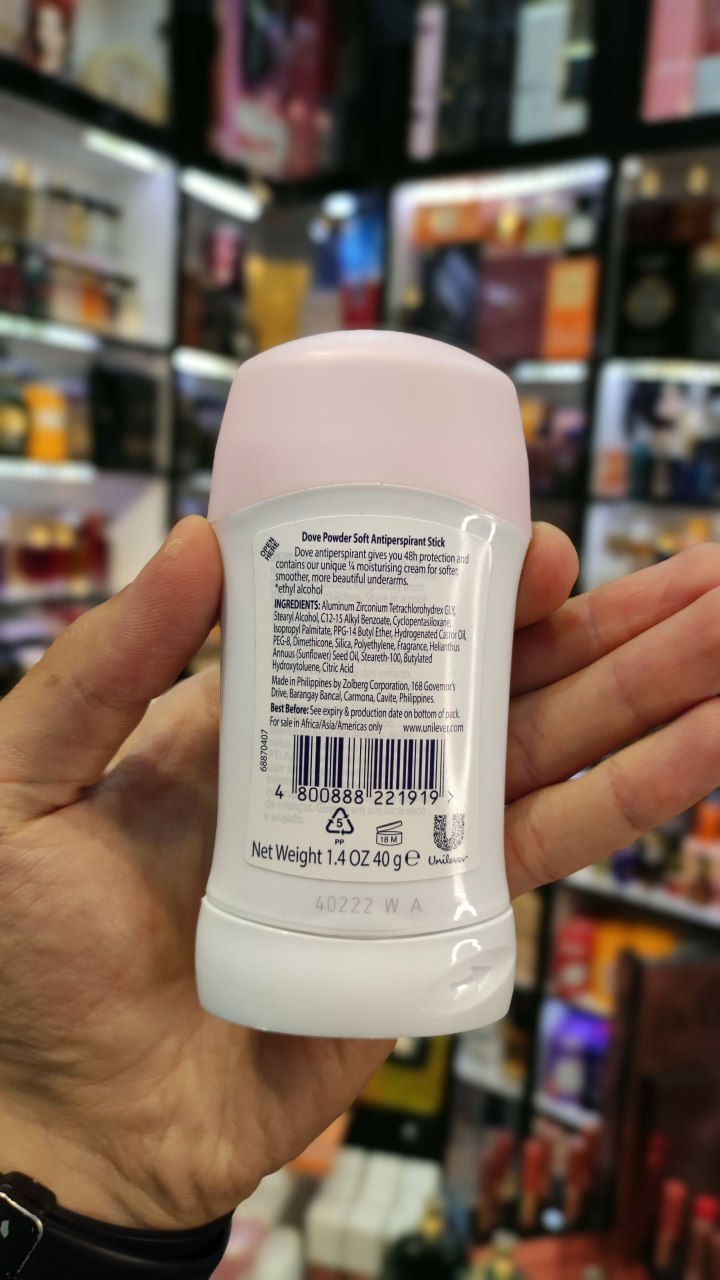 OPEN
HERE
Dove Powder Soft Antiperspirant Stick
Dove antiperspirant gives you 48h protection and
contains our unique ¼ moisturising cream for softer,
smoother, more beautiful underarms.
*ethyl alcohol
INGREDIENTS: Aluminum Zirconium Tetrachlorohydrex GLY,
Stearyl Alcohol, C12-15 Alkyl Benzoate, Cyclopentasiloxane,
Isopropyl Palmitate, PPG-14 Butyl Ether, Hydrogenated Castor Oil,
PEG-8, Dimethicone, Silica, Polyethylene, Fragrance, Helianthus
Annuus (Sunflower) Seed Oil, Steareth-100, Butylated
Hydroxytoluene, Citric Acid
Made in Philippines by Zolberg Corporation, 168 Governor's
Drive, Barangay Bancal, Carmona, Cavite, Philippines.
Best Before: See expiry & production date on bottom of pack.
For sale in Africa/Asia/Americas only www.unilever.com
68870407
4 800888 221919 >
5
PP
18 M
Unilever
Net Weight 1.4 OZ 40 g e
40222 W A